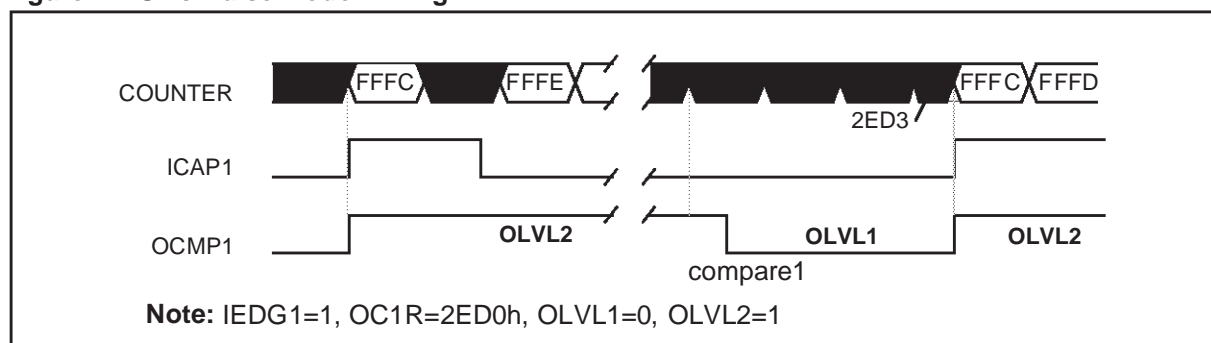 COUNTER FFFC FFFE FFFC FFFD
2ED3
ICAP1
OCMP1 OLVL2 OLVL1 OLVL2
compare1
Note: IEDG1=1, OC1R=2ED0h, OLVL1=0, OLVL2=1